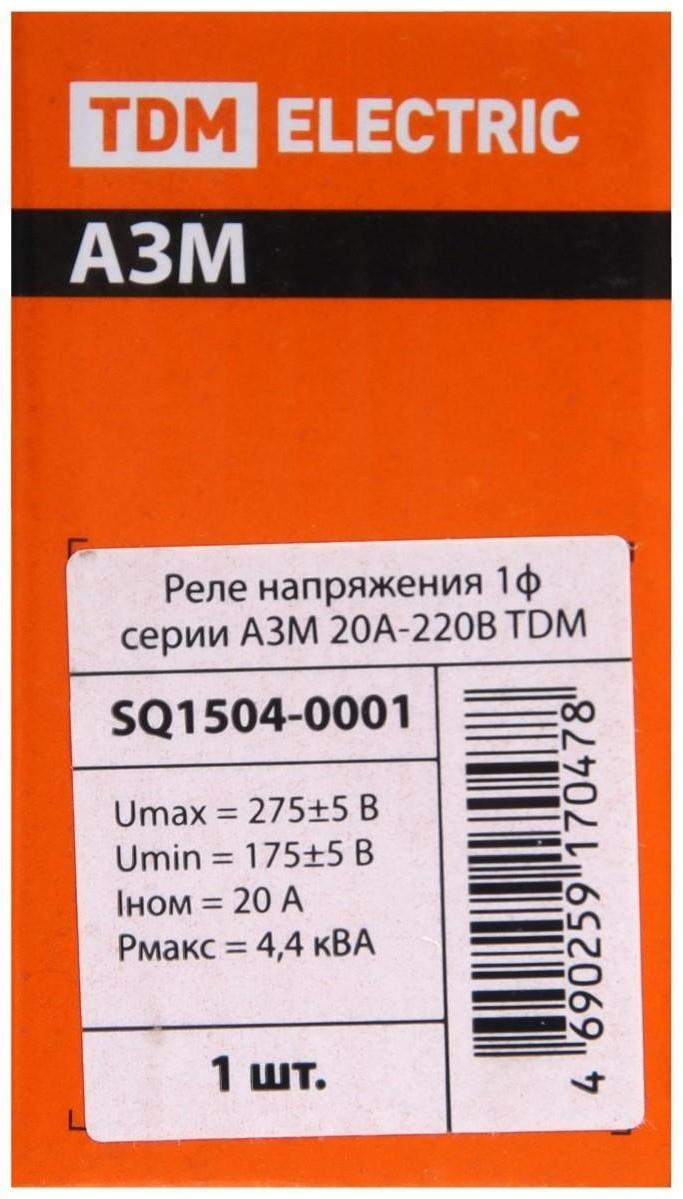 TDM ELECTRIC
АЗМ
Реле напряжения 1ф
серии АЗМ 20А-220В TDM
SQ1504-0001
Umax = 275±5 В
Umin = 175±5 В
Iном = 20 А
Pмакс = 4,4 кВА
1 шт.
4 690259 170478